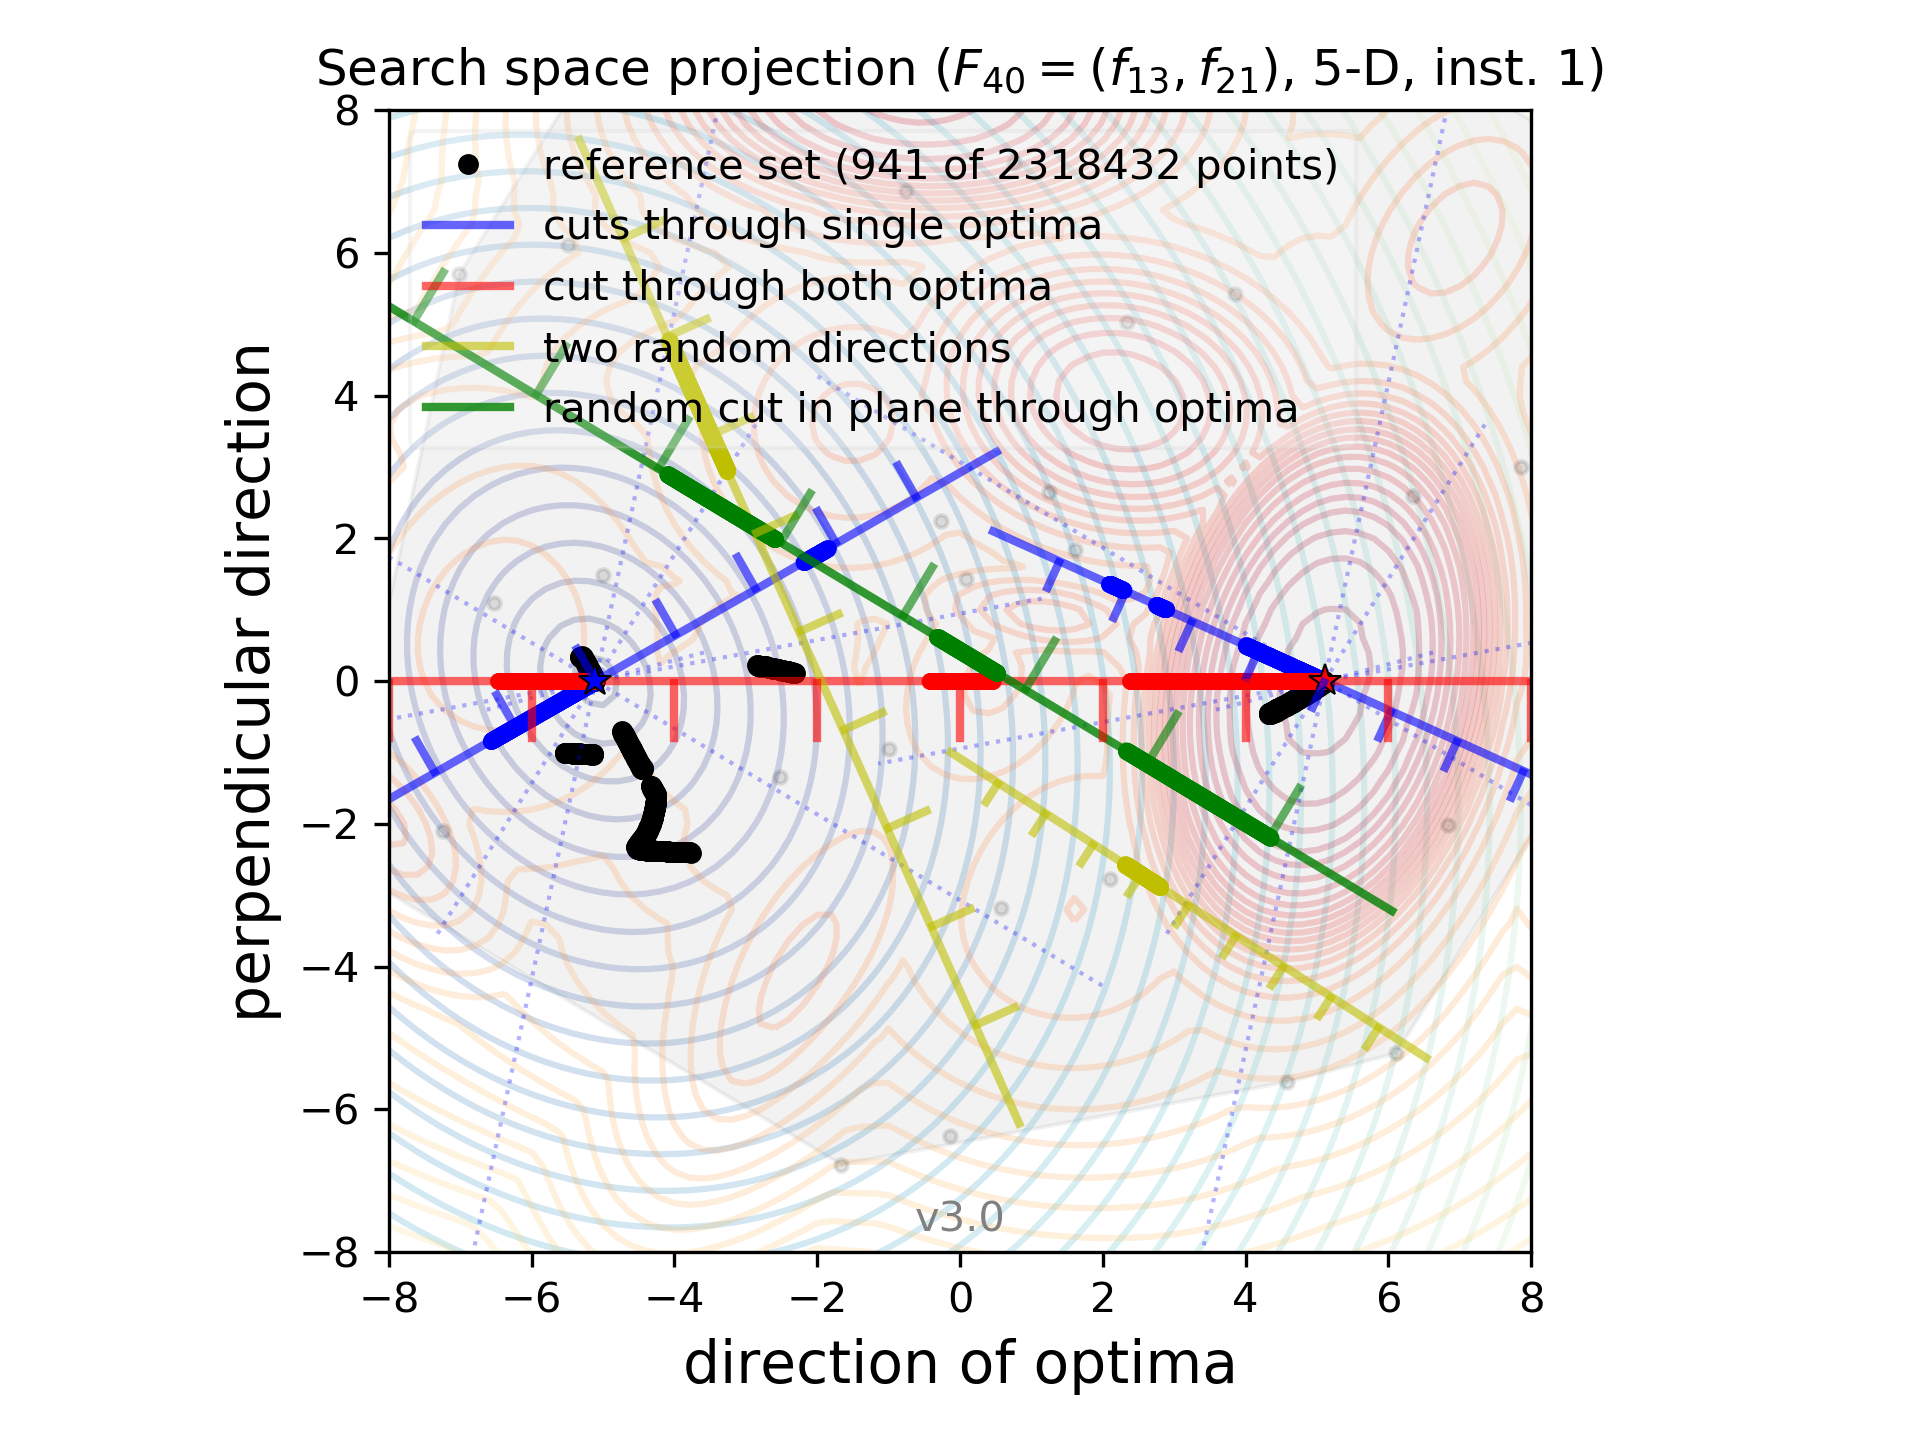 Search space projection (F40 = (f13, f21), 5-D, inst. 1)
8
reference set (941 of 2318432 points)
cuts through single optima
6
cut through both optima
two random directions
4
random cut in plane through optima
2
0
−2
−4
−6
−8
perpendicular direction
v3.0
−8 −6 −4 −2 0 2 4 6 8
direction of optima